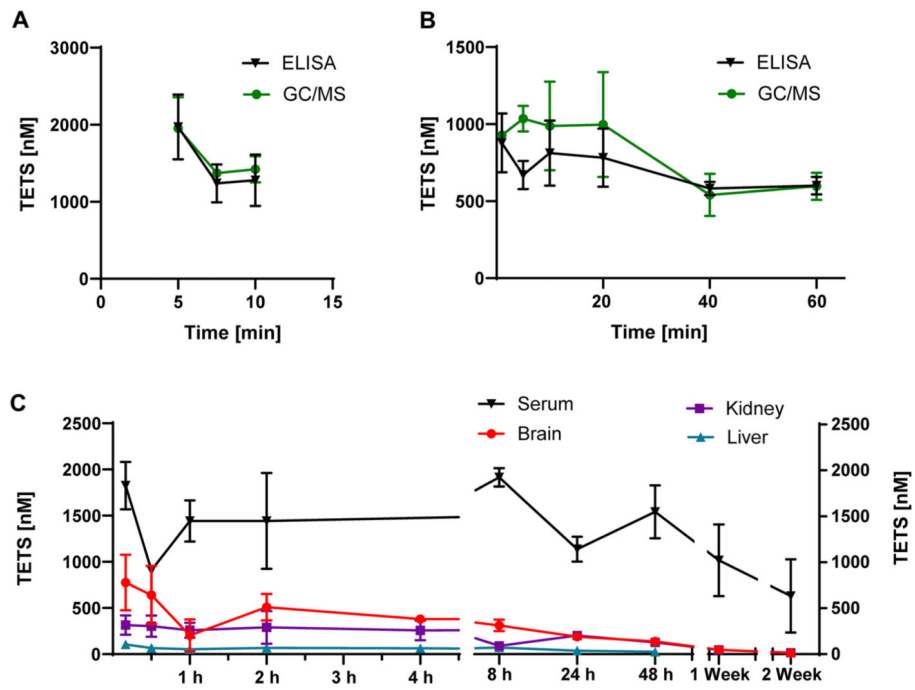 A
3000
2000
1000
0
TETS [nM]
0
5
10
15
Time [min]
ELISA
GC/MS
B
1500
1000
500
0
TETS [nM]
20
40
60
Time [min]
ELISA
GC/MS
C
Serum
Brain
Kidney
Liver
2500
2000
1500
1000
500
0
TETS [nM]
1 h
2 h
3 h
4 h
8 h
24 h
48 h
1 Week
2 Week
2500
2000
1500
1000
500
0
TETS [nM]